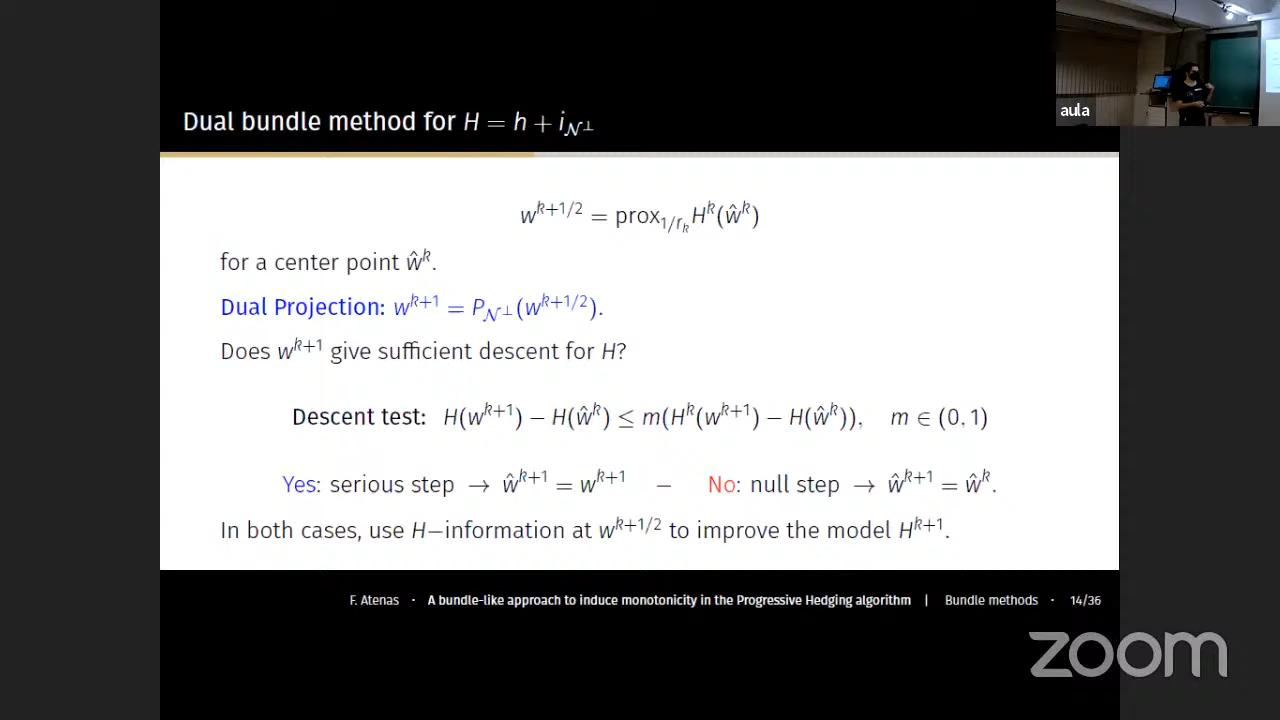 aula
Dual bundle method for H = h + i_{𝒩^⊥}
w^{k+1/2} = prox_{1/r_k} H^k(ŵ^k)
for a center point ŵ^k.
Dual Projection: w^{k+1} = P_{𝒩^⊥}(w^{k+1/2}).
Does w^{k+1} give sufficient descent for H?
Descent test: H(w^{k+1}) − H(ŵ^k) ≤ m(H^k(w^{k+1}) − H(ŵ^k)), m ∈ (0, 1)
Yes: serious step → ŵ^{k+1} = w^{k+1} − No: null step → ŵ^{k+1} = ŵ^k.
In both cases, use H−information at w^{k+1/2} to improve the model H^{k+1}.
F. Atenas · A bundle-like approach to induce monotonicity in the Progressive Hedging algorithm | Bundle methods · 14/36
zoom